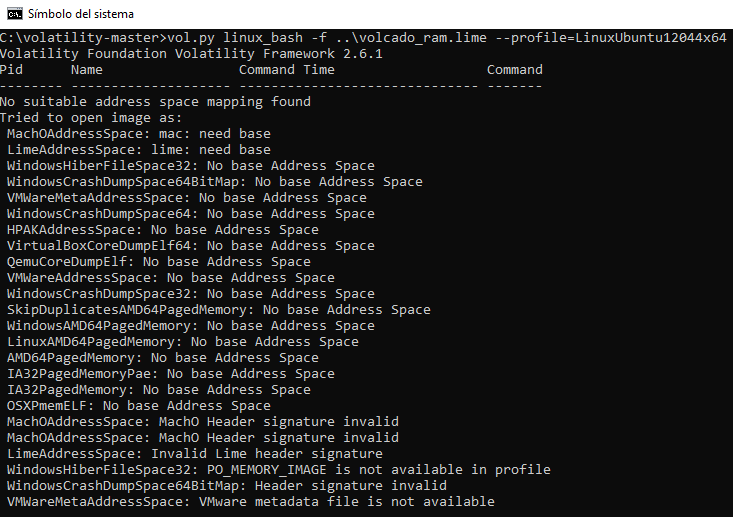 Símbolo del sistema
C:\volatility-master>vol.py linux_bash -f ..\volcado_ram.lime --profile=LinuxUbuntu12044x64
Volatility Foundation Volatility Framework 2.6.1
Pid      Name                 Command Time                   Command
-------- -------------------- ------------------------------ -------
No suitable address space mapping found
Tried to open image as:
 MachOAddressSpace: mac: need base
 LimeAddressSpace: lime: need base
 WindowsHiberFileSpace32: No base Address Space
 WindowsCrashDumpSpace64BitMap: No base Address Space
 VMWareMetaAddressSpace: No base Address Space
 WindowsCrashDumpSpace64: No base Address Space
 HPAKAddressSpace: No base Address Space
 VirtualBoxCoreDumpElf64: No base Address Space
 QemuCoreDumpElf: No base Address Space
 VMWareAddressSpace: No base Address Space
 WindowsCrashDumpSpace32: No base Address Space
 SkipDuplicatesAMD64PagedMemory: No base Address Space
 WindowsAMD64PagedMemory: No base Address Space
 LinuxAMD64PagedMemory: No base Address Space
 AMD64PagedMemory: No base Address Space
 IA32PagedMemoryPae: No base Address Space
 IA32PagedMemory: No base Address Space
 OSXPmemELF: No base Address Space
 MachOAddressSpace: MachO Header signature invalid
 MachOAddressSpace: MachO Header signature invalid
 LimeAddressSpace: Invalid Lime header signature
 WindowsHiberFileSpace32: PO_MEMORY_IMAGE is not available in profile
 WindowsCrashDumpSpace64BitMap: Header signature invalid
 VMWareMetaAddressSpace: VMware metadata file is not available